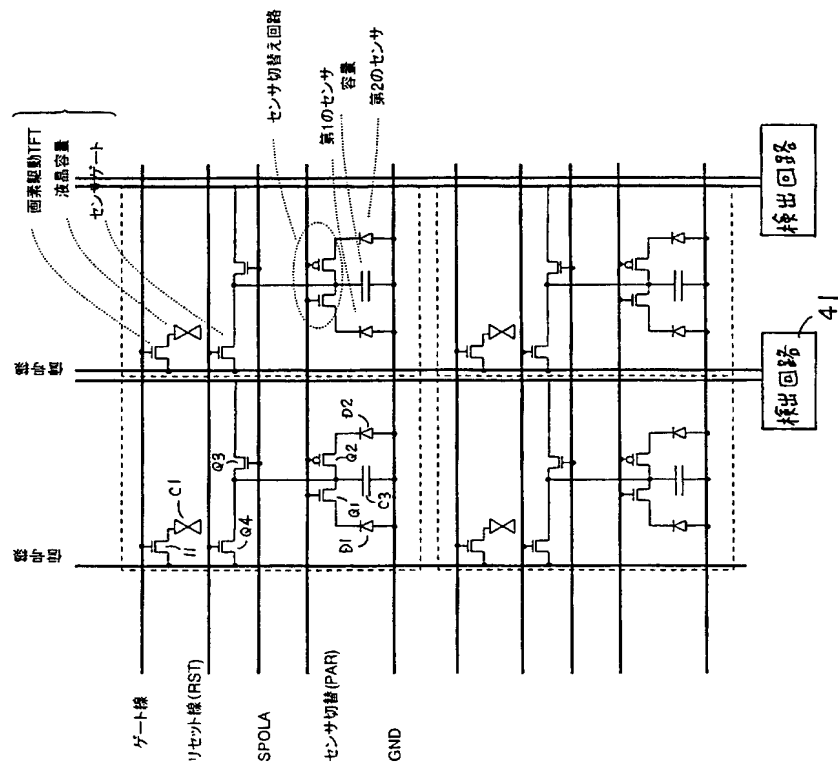 画素駆動TFT
液晶容量
センサゲート
センサ切替え回路
第1のセンサ
容量
第2のセンサ
信号線
信号線
ゲート線
リセット線(RST)
SPOLA
センサ切替(PAR)
GND
11
C1
Q4
Q3
Q1
Q2
C3
D1
D2
検出回路
検出回路
41